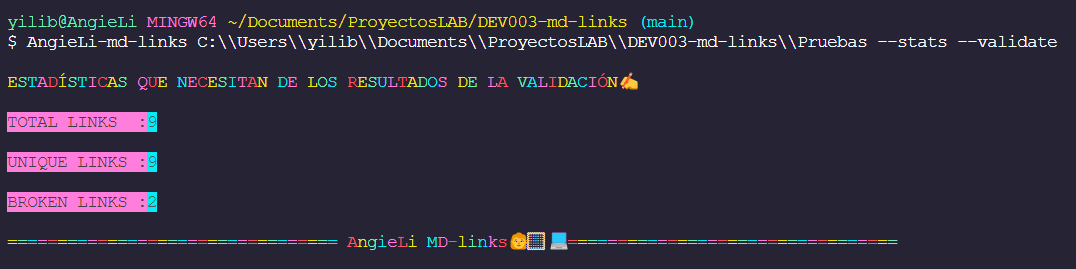 yilib@AngieLi MINGW64 ~/Documents/ProyectosLAB/DEV003-md-links (main)
$ AngieLi-md-links C:\\Users\\yilib\\Documents\\ProyectosLAB\\DEV003-md-links\\Pruebas --stats --validate
ESTADÍSTICAS QUE NECESITAN DE LOS RESULTADOS DE LA VALIDACIÓN✍
TOTAL LINKS  :9
UNIQUE LINKS :9
BROKEN LINKS :2
================================= AngieLi MD-links=================================